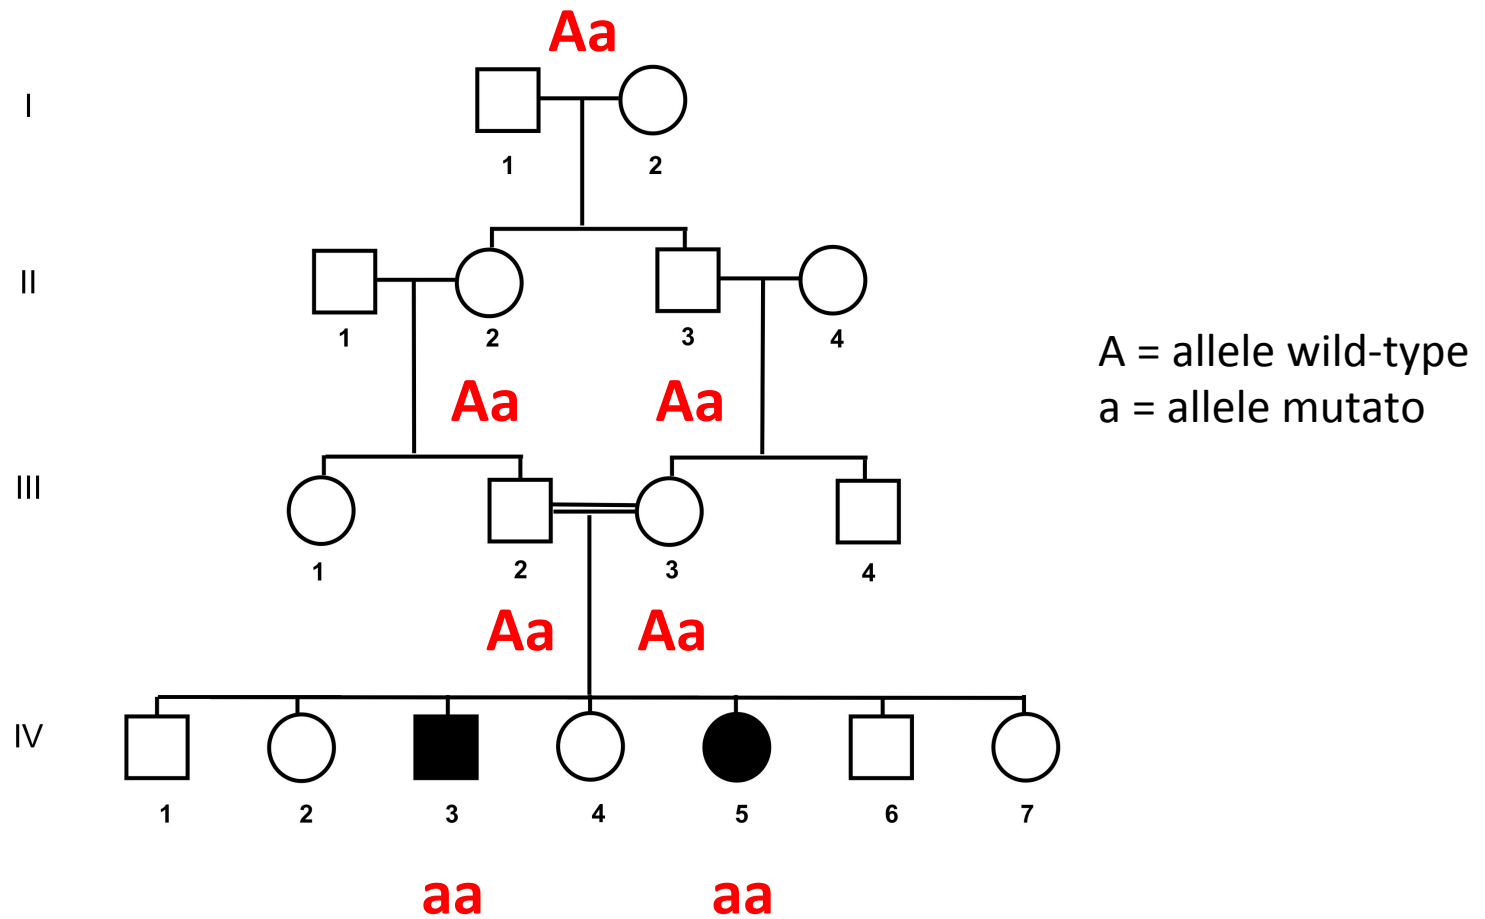 Aa
I
1 2
II
1 2 3 4
A = allele wild-type
a = allele mutato
Aa Aa
III
1 2 3 4
Aa Aa
IV
1 2 3 4 5 6 7
aa aa